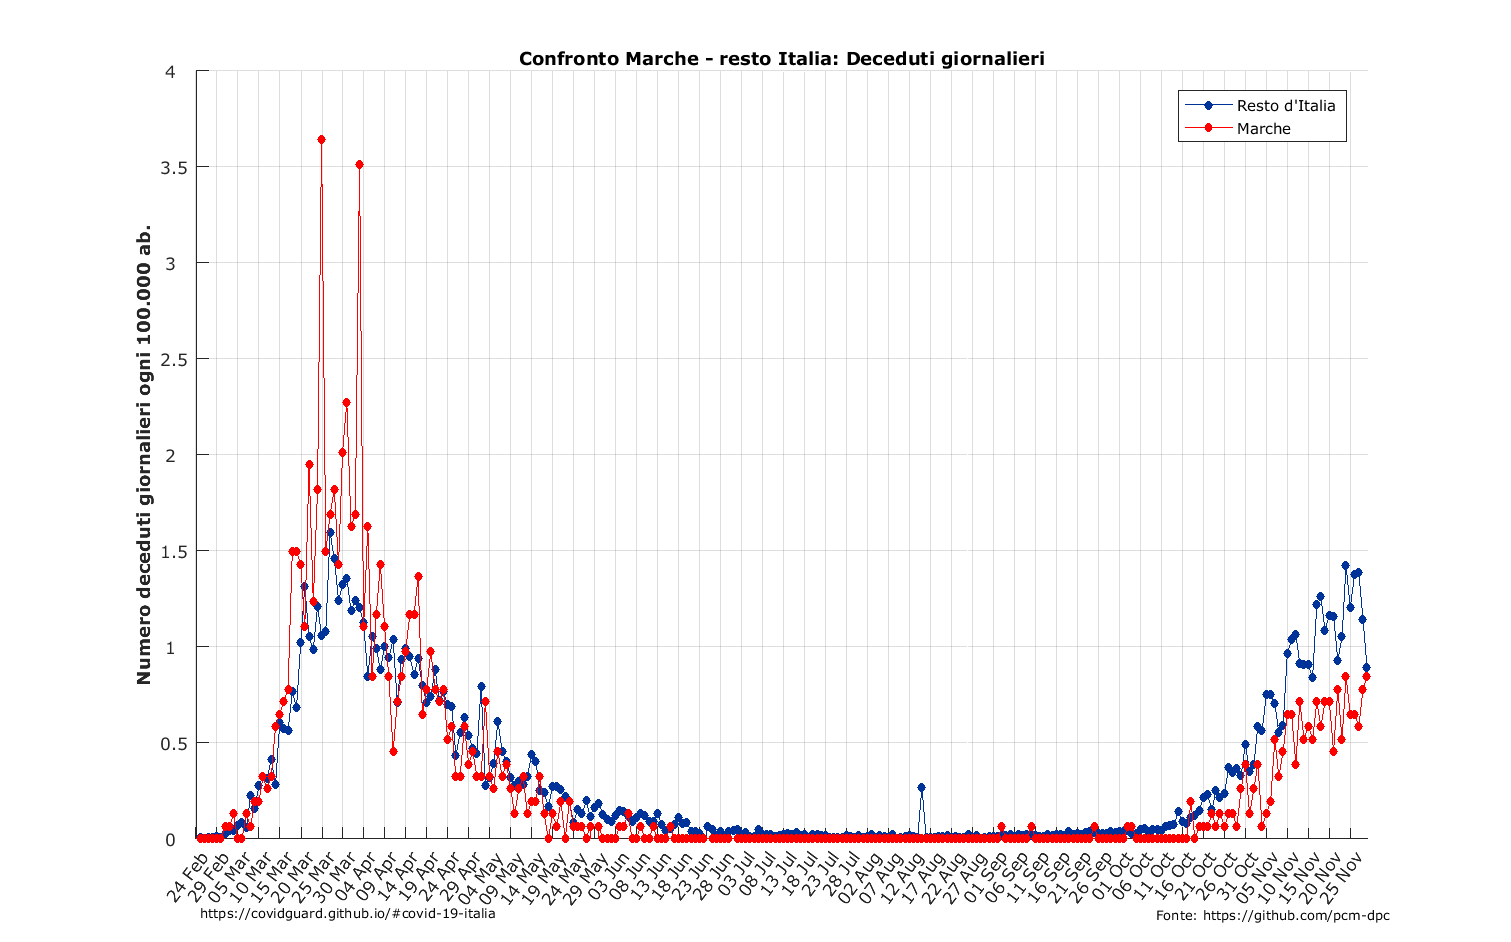 Confronto Marche - resto Italia: Deceduti giornalieri
Resto d'Italia
Marche
Numero deceduti giornalieri ogni 100.000 ab.
4
3.5
3
2.5
2
1.5
1
0.5
0
24 Feb
29 Feb
05 Mar
10 Mar
15 Mar
20 Mar
25 Mar
30 Mar
04 Apr
09 Apr
14 Apr
19 Apr
24 Apr
29 Apr
04 May
09 May
14 May
19 May
24 May
29 May
03 Jun
08 Jun
13 Jun
18 Jun
23 Jun
28 Jun
03 Jul
08 Jul
13 Jul
18 Jul
23 Jul
28 Jul
02 Aug
07 Aug
12 Aug
17 Aug
22 Aug
27 Aug
01 Sep
06 Sep
11 Sep
16 Sep
21 Sep
26 Sep
01 Oct
06 Oct
11 Oct
16 Oct
21 Oct
26 Oct
31 Oct
05 Nov
10 Nov
15 Nov
20 Nov
25 Nov
https://covidguard.github.io/#covid-19-italia
Fonte: https://github.com/pcm-dpc